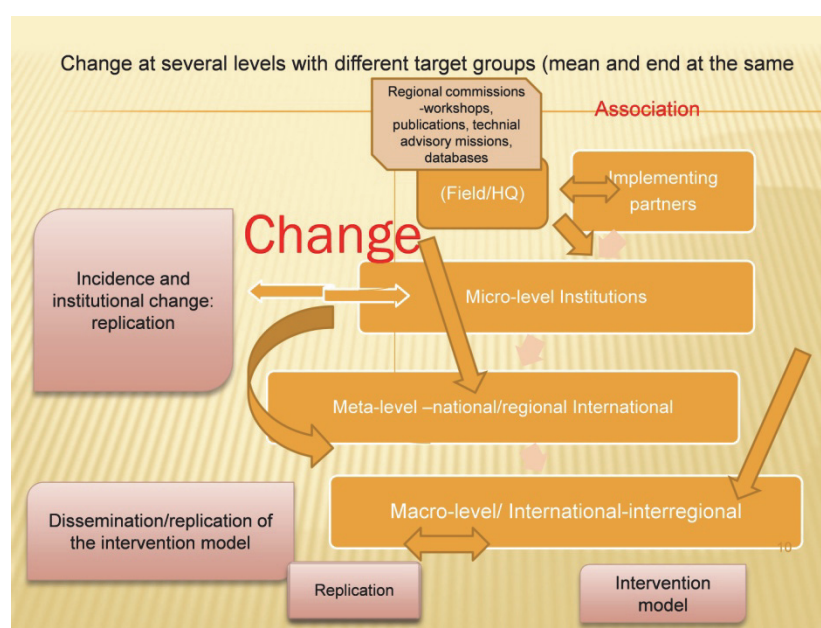 Change at several levels with different target groups (mean and end at the same
Regional commissions
-workshops,
publications, technial
advisory missions,
databases
Association
(Field/HQ)
Implementing
partners
Change
Incidence and
institutional change:
replication
Micro-level Institutions
Meta-level –national/regional International
Macro-level/ International-interregional
Dissemination/replication of
the intervention model
10
Replication
Intervention
model